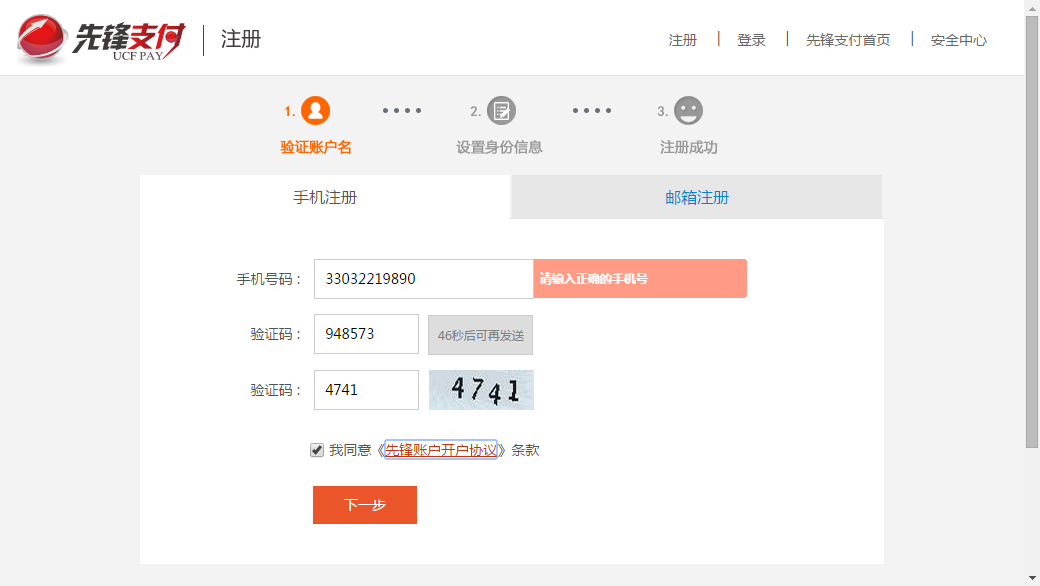 先锋支付 UCF PAY 注册
注册 | 登录 | 先锋支付首页 | 安全中心
1. 2. 3.
验证账户名 设置身份信息 注册成功
手机注册 邮箱注册
手机号码： 33032219890 请输入正确的手机号
验证码： 948573 46秒后可再发送
验证码： 4741 4741
我同意《先锋账户开户协议》条款
下一步